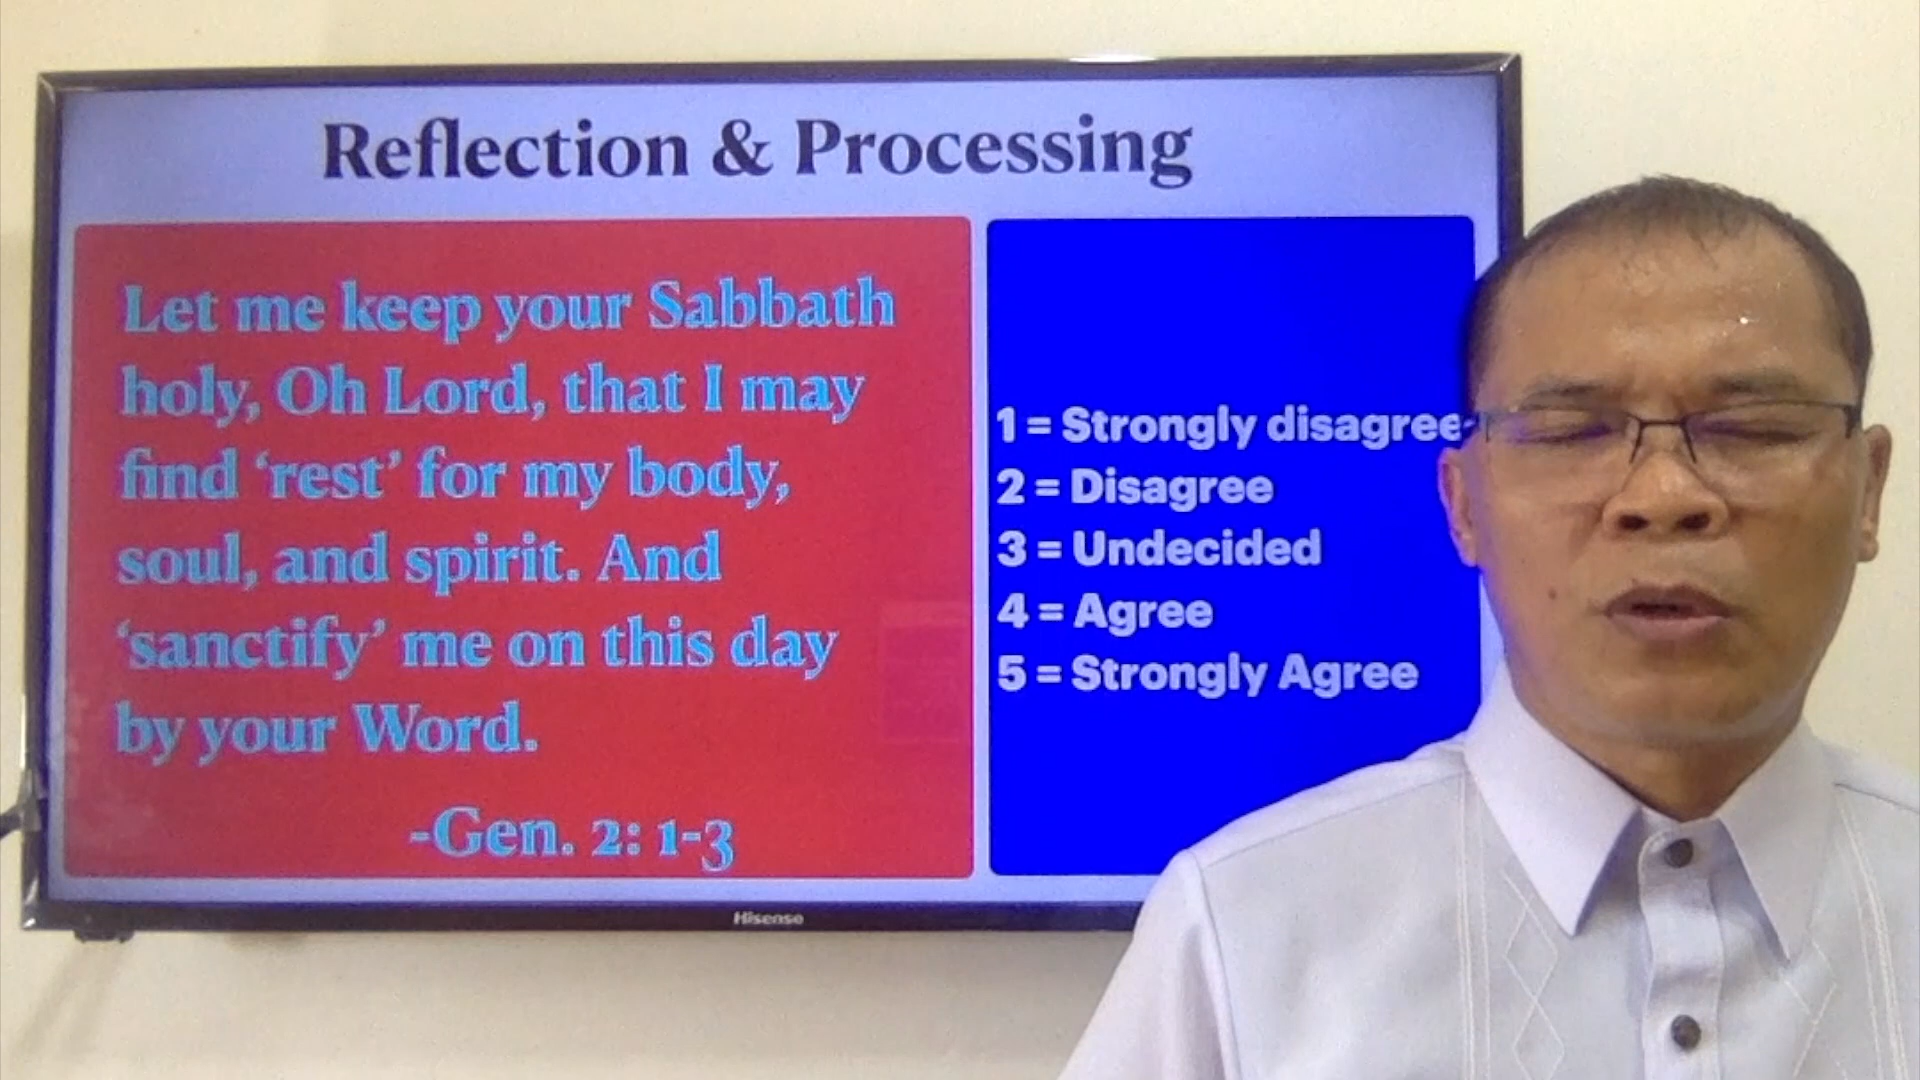 Reflection & Processing
Let me keep your Sabbath
holy, Oh Lord, that I may
find ‘rest’ for my body,
soul, and spirit. And
‘sanctify’ me on this day
by your Word.
-Gen. 2: 1-3
1 = Strongly disagree
2 = Disagree
3 = Undecided
4 = Agree
5 = Strongly Agree
Hisense